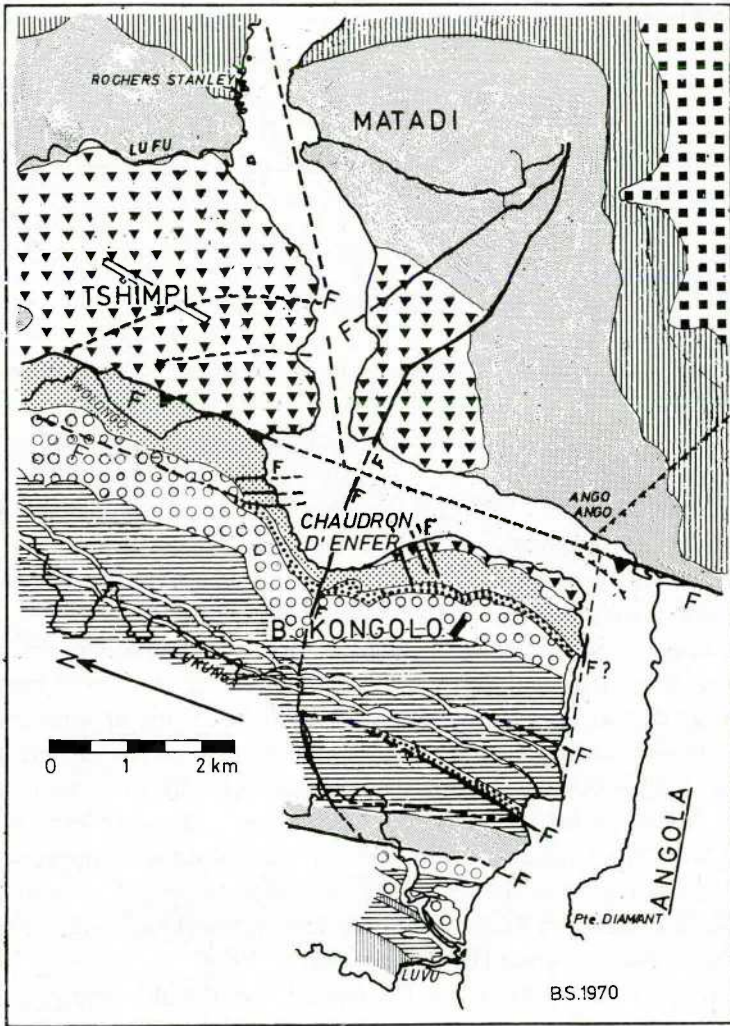 ROCHERS STANLEY
MATADI
LUFU
TSHIMPI
F
F
F
F
F
F
CHAUDRON
D'ENFER
F
ANGO
ANGO
F
B. KONGOLO
F?
N
LUKUNGA
0 1 2 km
F
F
F
ANGOLA
Pte. DIAMANT
LUVU
B.S.1970